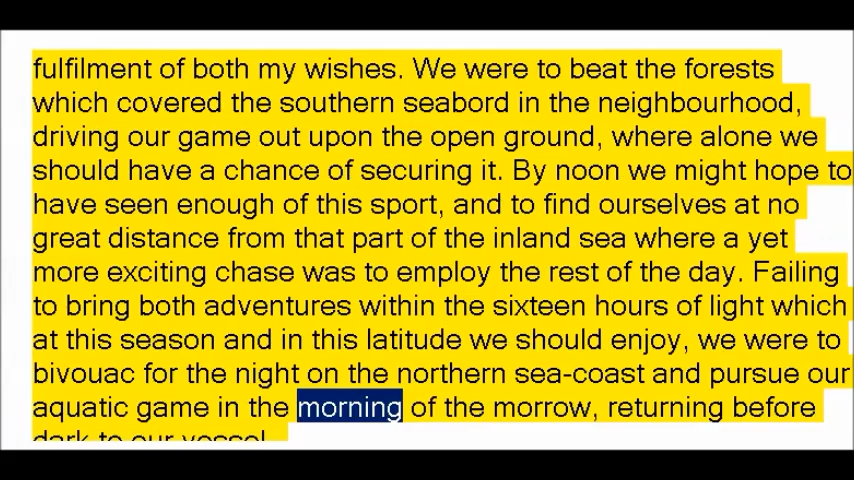 fulfilment of both my wishes. We were to beat the forests
which covered the southern seabord in the neighbourhood,
driving our game out upon the open ground, where alone we
should have a chance of securing it. By noon we might hope to
have seen enough of this sport, and to find ourselves at no
great distance from that part of the inland sea where a yet
more exciting chase was to employ the rest of the day. Failing
to bring both adventures within the sixteen hours of light which
at this season and in this latitude we should enjoy, we were to
bivouac for the night on the northern sea-coast and pursue our
aquatic game in the morning of the morrow, returning before
dark to our vessel.